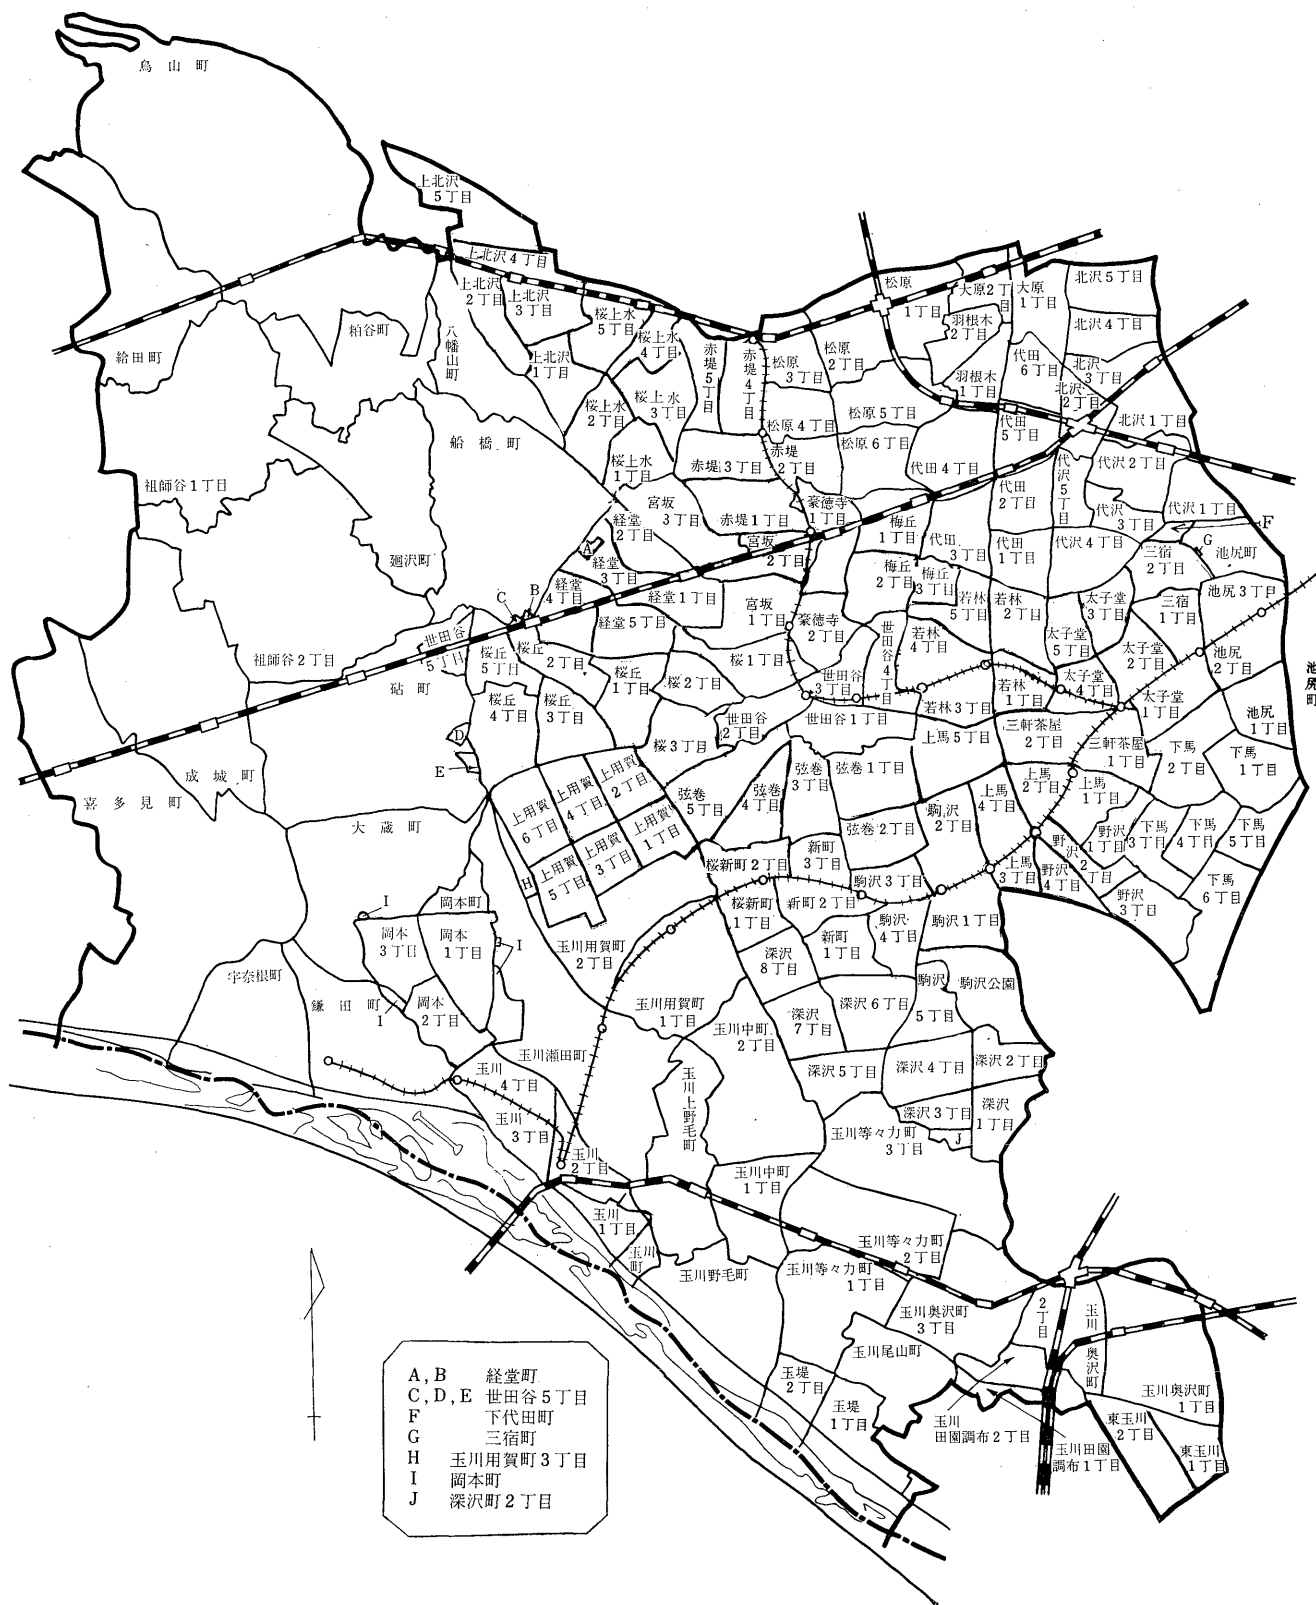 烏山町
上北沢
5丁目
上北沢4丁目
上北沢
2丁目
上北沢
3丁目
桜上水
5丁目
桜上水
4丁目
上北沢
1丁目
八幡山町
粕谷町
給田町
赤堤5丁目
赤堤4丁目
松原
3丁目
松原
2丁目
松原
1丁目
大原2丁目
大原
1丁目
北沢5丁目
羽根木
2丁目
北沢4丁目
代田
6丁目
北沢
3丁目
羽根木
1丁目
北沢
2丁目
北沢1丁目
桜上水
2丁目
桜上水
3丁目
松原4丁目
松原5丁目
松原6丁目
代田
5丁目
船橋町
桜上水
1丁目
赤堤3丁目
赤堤
2丁目
代田4丁目
代沢5丁目
代沢2丁目
祖師谷1丁目
宮坂
3丁目
赤堤1丁目
豪徳寺
1丁目
代田
2丁目
代沢
3丁目
代沢1丁目
F
経堂
2丁目
宮坂
2丁目
梅丘
1丁目
代田
3丁目
代田
1丁目
代沢4丁目
G
池尻町
三宿
2丁目
廻沢町
A
経堂
3丁目
梅丘
2丁目
梅丘
3丁目
経堂
4丁目
経堂1丁目
若林
5丁目
若林
2丁目
太子堂
3丁目
三宿
1丁目
池尻3丁目
C
B
経堂5丁目
宮坂
1丁目
豪徳寺
2丁目
世田谷4丁目
若林
4丁目
太子堂
5丁目
太子堂
2丁目
池尻
2丁目
世田谷
5丁目
祖師谷2丁目
砧町
桜丘
5丁目
桜丘
2丁目
桜丘
1丁目
桜1丁目
桜2丁目
世田谷
3丁目
若林
1丁目
太子堂
4丁目
太子堂
1丁目
池尻町
桜丘
4丁目
桜丘
3丁目
世田谷
2丁目
世田谷1丁目
若林3丁目
池尻
1丁目
D
E
桜3丁目
上馬5丁目
三軒茶屋
2丁目
三軒茶屋
1丁目
下馬
2丁目
下馬
1丁目
成城町
喜多見町
大蔵町
上用賀
6丁目
上用賀
4丁目
上用賀
2丁目
弦巻
5丁目
弦巻
4丁目
弦巻
3丁目
弦巻1丁目
上馬
4丁目
上馬
2丁目
上馬
1丁目
弦巻2丁目
駒沢
2丁目
野沢
1丁目
下馬
3丁目
下馬
4丁目
下馬
5丁目
H
上用賀
5丁目
上用賀
3丁目
上用賀
1丁目
桜新町2丁目
新町
3丁目
駒沢3丁目
上馬
3丁目
野沢
2丁目
野沢
4丁目
野沢
3丁目
下馬
6丁目
I
岡本町
岡本
3丁目
岡本
1丁目
I
桜新町
1丁目
新町2丁目
駒沢
4丁目
駒沢1丁目
玉川用賀町
2丁目
深沢
8丁目
新町
1丁目
宇奈根町
鎌田町
I
岡本
2丁目
玉川用賀町
1丁目
玉川中町
2丁目
深沢
7丁目
深沢6丁目
駒沢
5丁目
駒沢公園
玉川瀬田町
玉川
4丁目
玉川上野毛町
深沢5丁目
深沢4丁目
深沢2丁目
深沢3丁目
深沢
1丁目
J
玉川
3丁目
玉川
2丁目
玉川等々力町
3丁目
玉川中町
1丁目
玉川
1丁目
玉川町
玉川野毛町
玉川等々力町
2丁目
玉川等々力町
1丁目
玉川奥沢町
3丁目
2丁目
玉川奥沢町
玉川尾山町
玉堤
2丁目
玉堤
1丁目
玉川
田園調布2丁目
玉川田園
調布1丁目
玉川奥沢町
1丁目
東玉川
2丁目
東玉川
1丁目
A, B 経堂町
C, D, E 世田谷5丁目
F 下代田町
G 三宿町
H 玉川用賀町3丁目
I 岡本町
J 深沢町2丁目